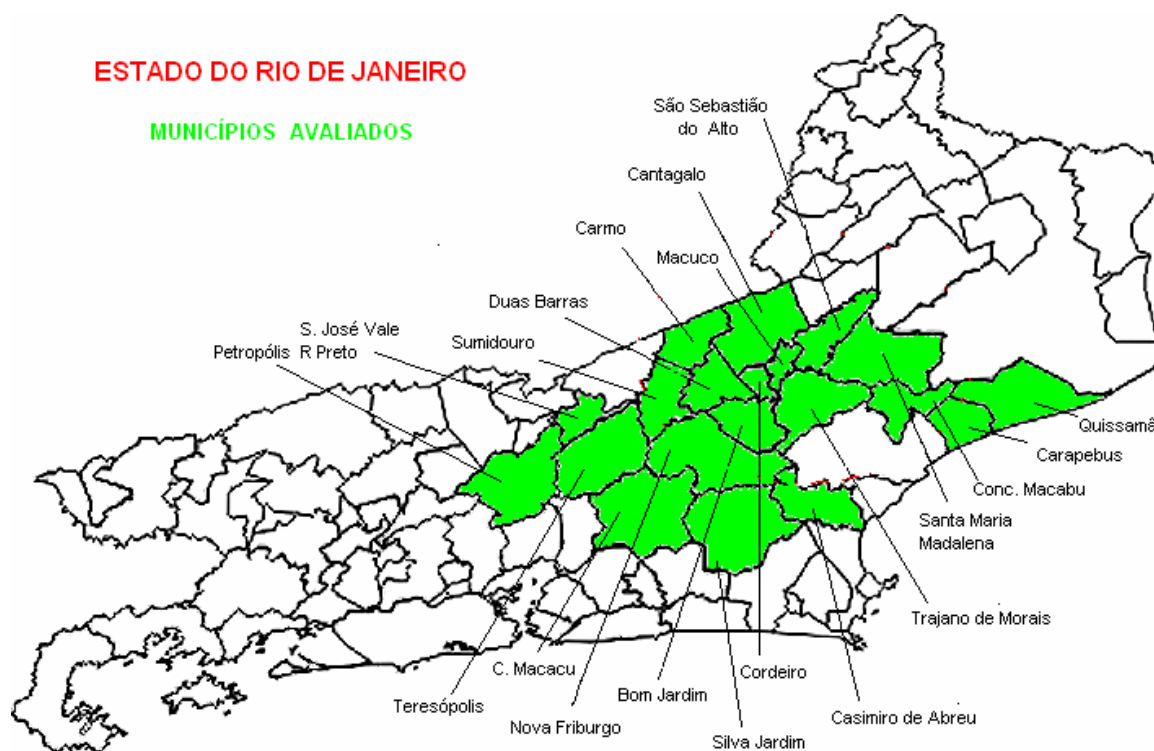 ESTADO DO RIO DE JANEIRO
MUNICÍPIOS AVALIADOS
São Sebastião
do Alto
Cantagalo
Carmo
Macuco
Duas Barras
S. José Vale
R Preto
Petropólis
Sumidouro
Quissamã
Carapebus
Conc. Macabu
Santa Maria
Madalena
Trajano de Morais
C. Macacu
Cordeiro
Bom Jardim
Teresópolis
Casimiro de Abreu
Nova Friburgo
Silva Jardim